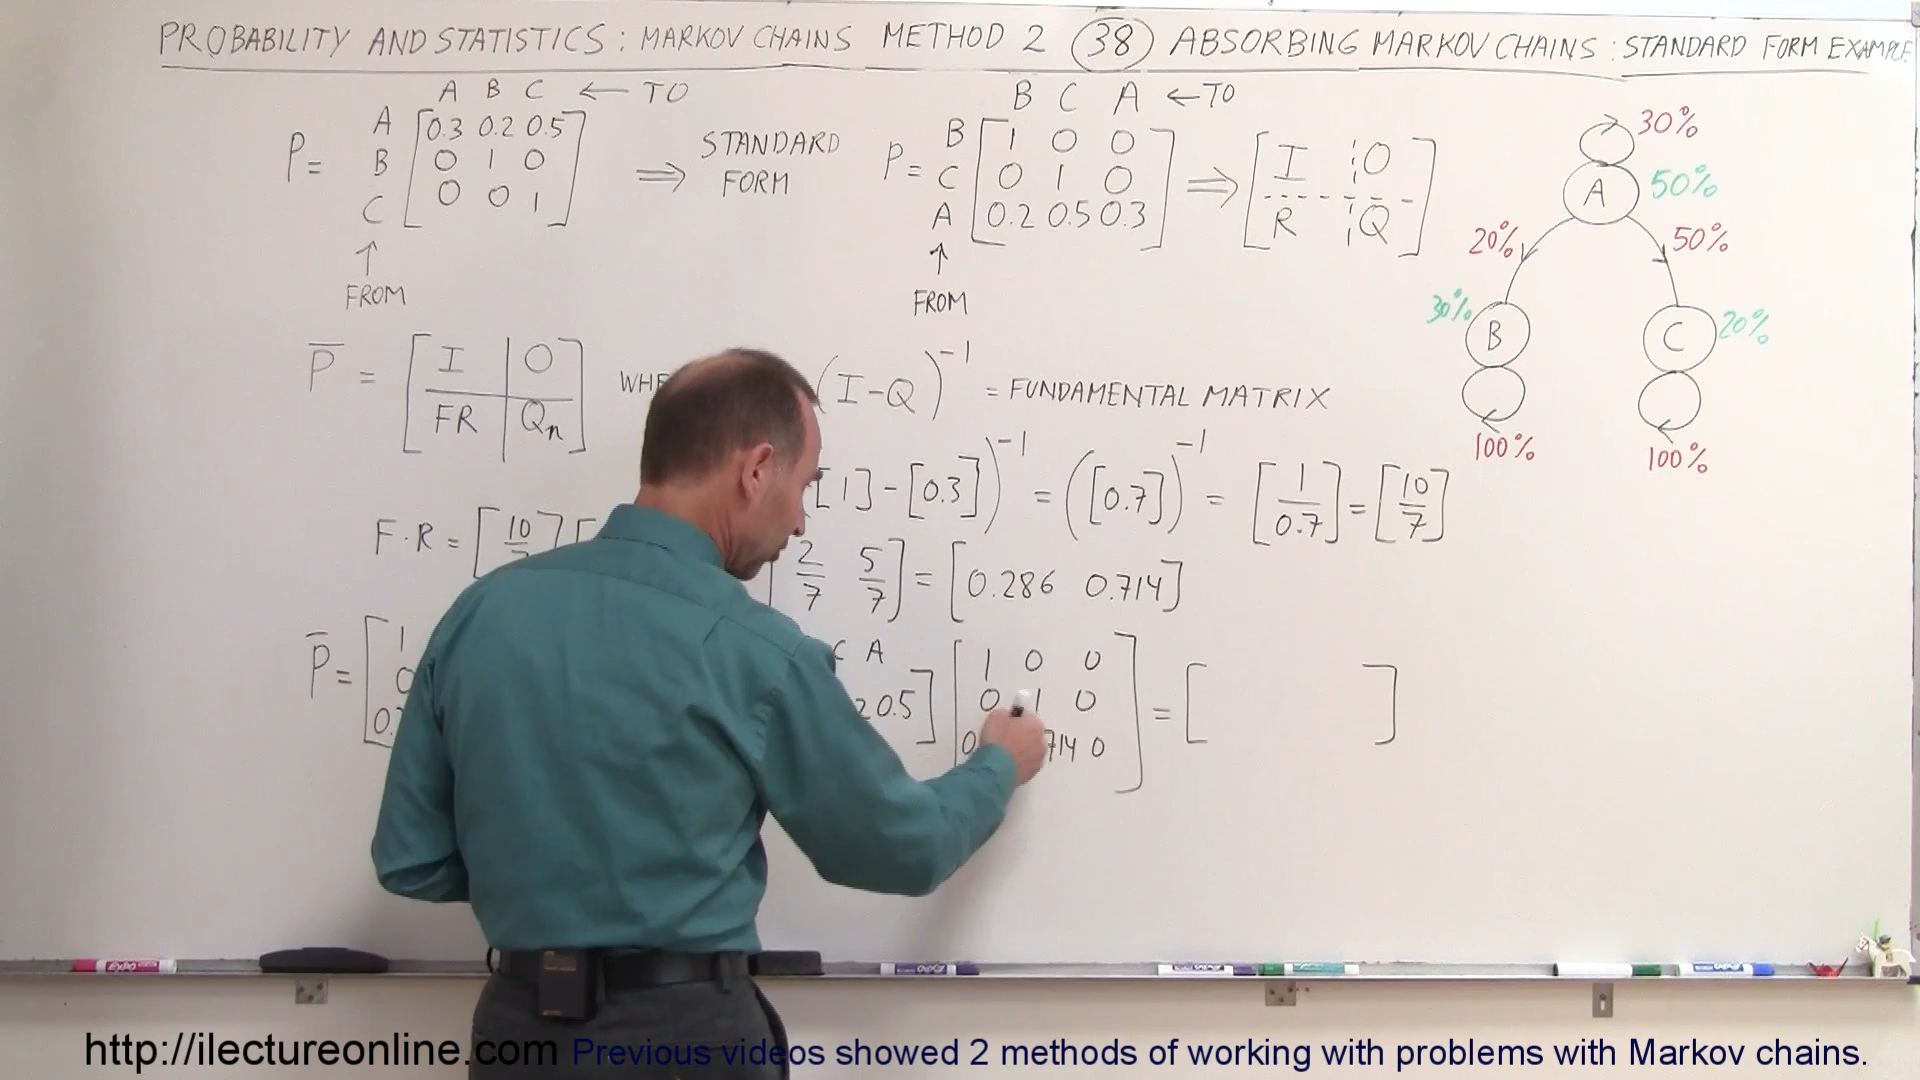 PROBABILITY AND STATISTICS: MARKOV CHAINS METHOD 2 (38) ABSORBING MARKOV CHAINS: STANDARD FORM EXAMPLE
A B C ← TO
P = A [0.3 0.2 0.5
B 0 1 0
C 0 0 1]
↑
FROM
⇒ STANDARD
FORM
B C A ← TO
P = B [1 0 0
C 0 1 0
A 0.2 0.5 0.3]
↑
FROM
⇒ [I 0
R Q]
30%
A 50%
20% 50%
30% B C 20%
100% 100%
P̅ = [I 0
FR Qn]
(I-Q)⁻¹ = FUNDAMENTAL MATRIX
[1] - [0.3])⁻¹ = ([0.7])⁻¹ = [1/0.7] = [10/7]
F·R = [10
2/7 5/7] = [0.286 0.714]
P̅ = [1
A
0.5] [1 0 0
0 1 0
0] = [ ]
EXPO
EXPO
EXPO
http://ilectureonline.com Previous videos showed 2 methods of working with problems with Markov chains.